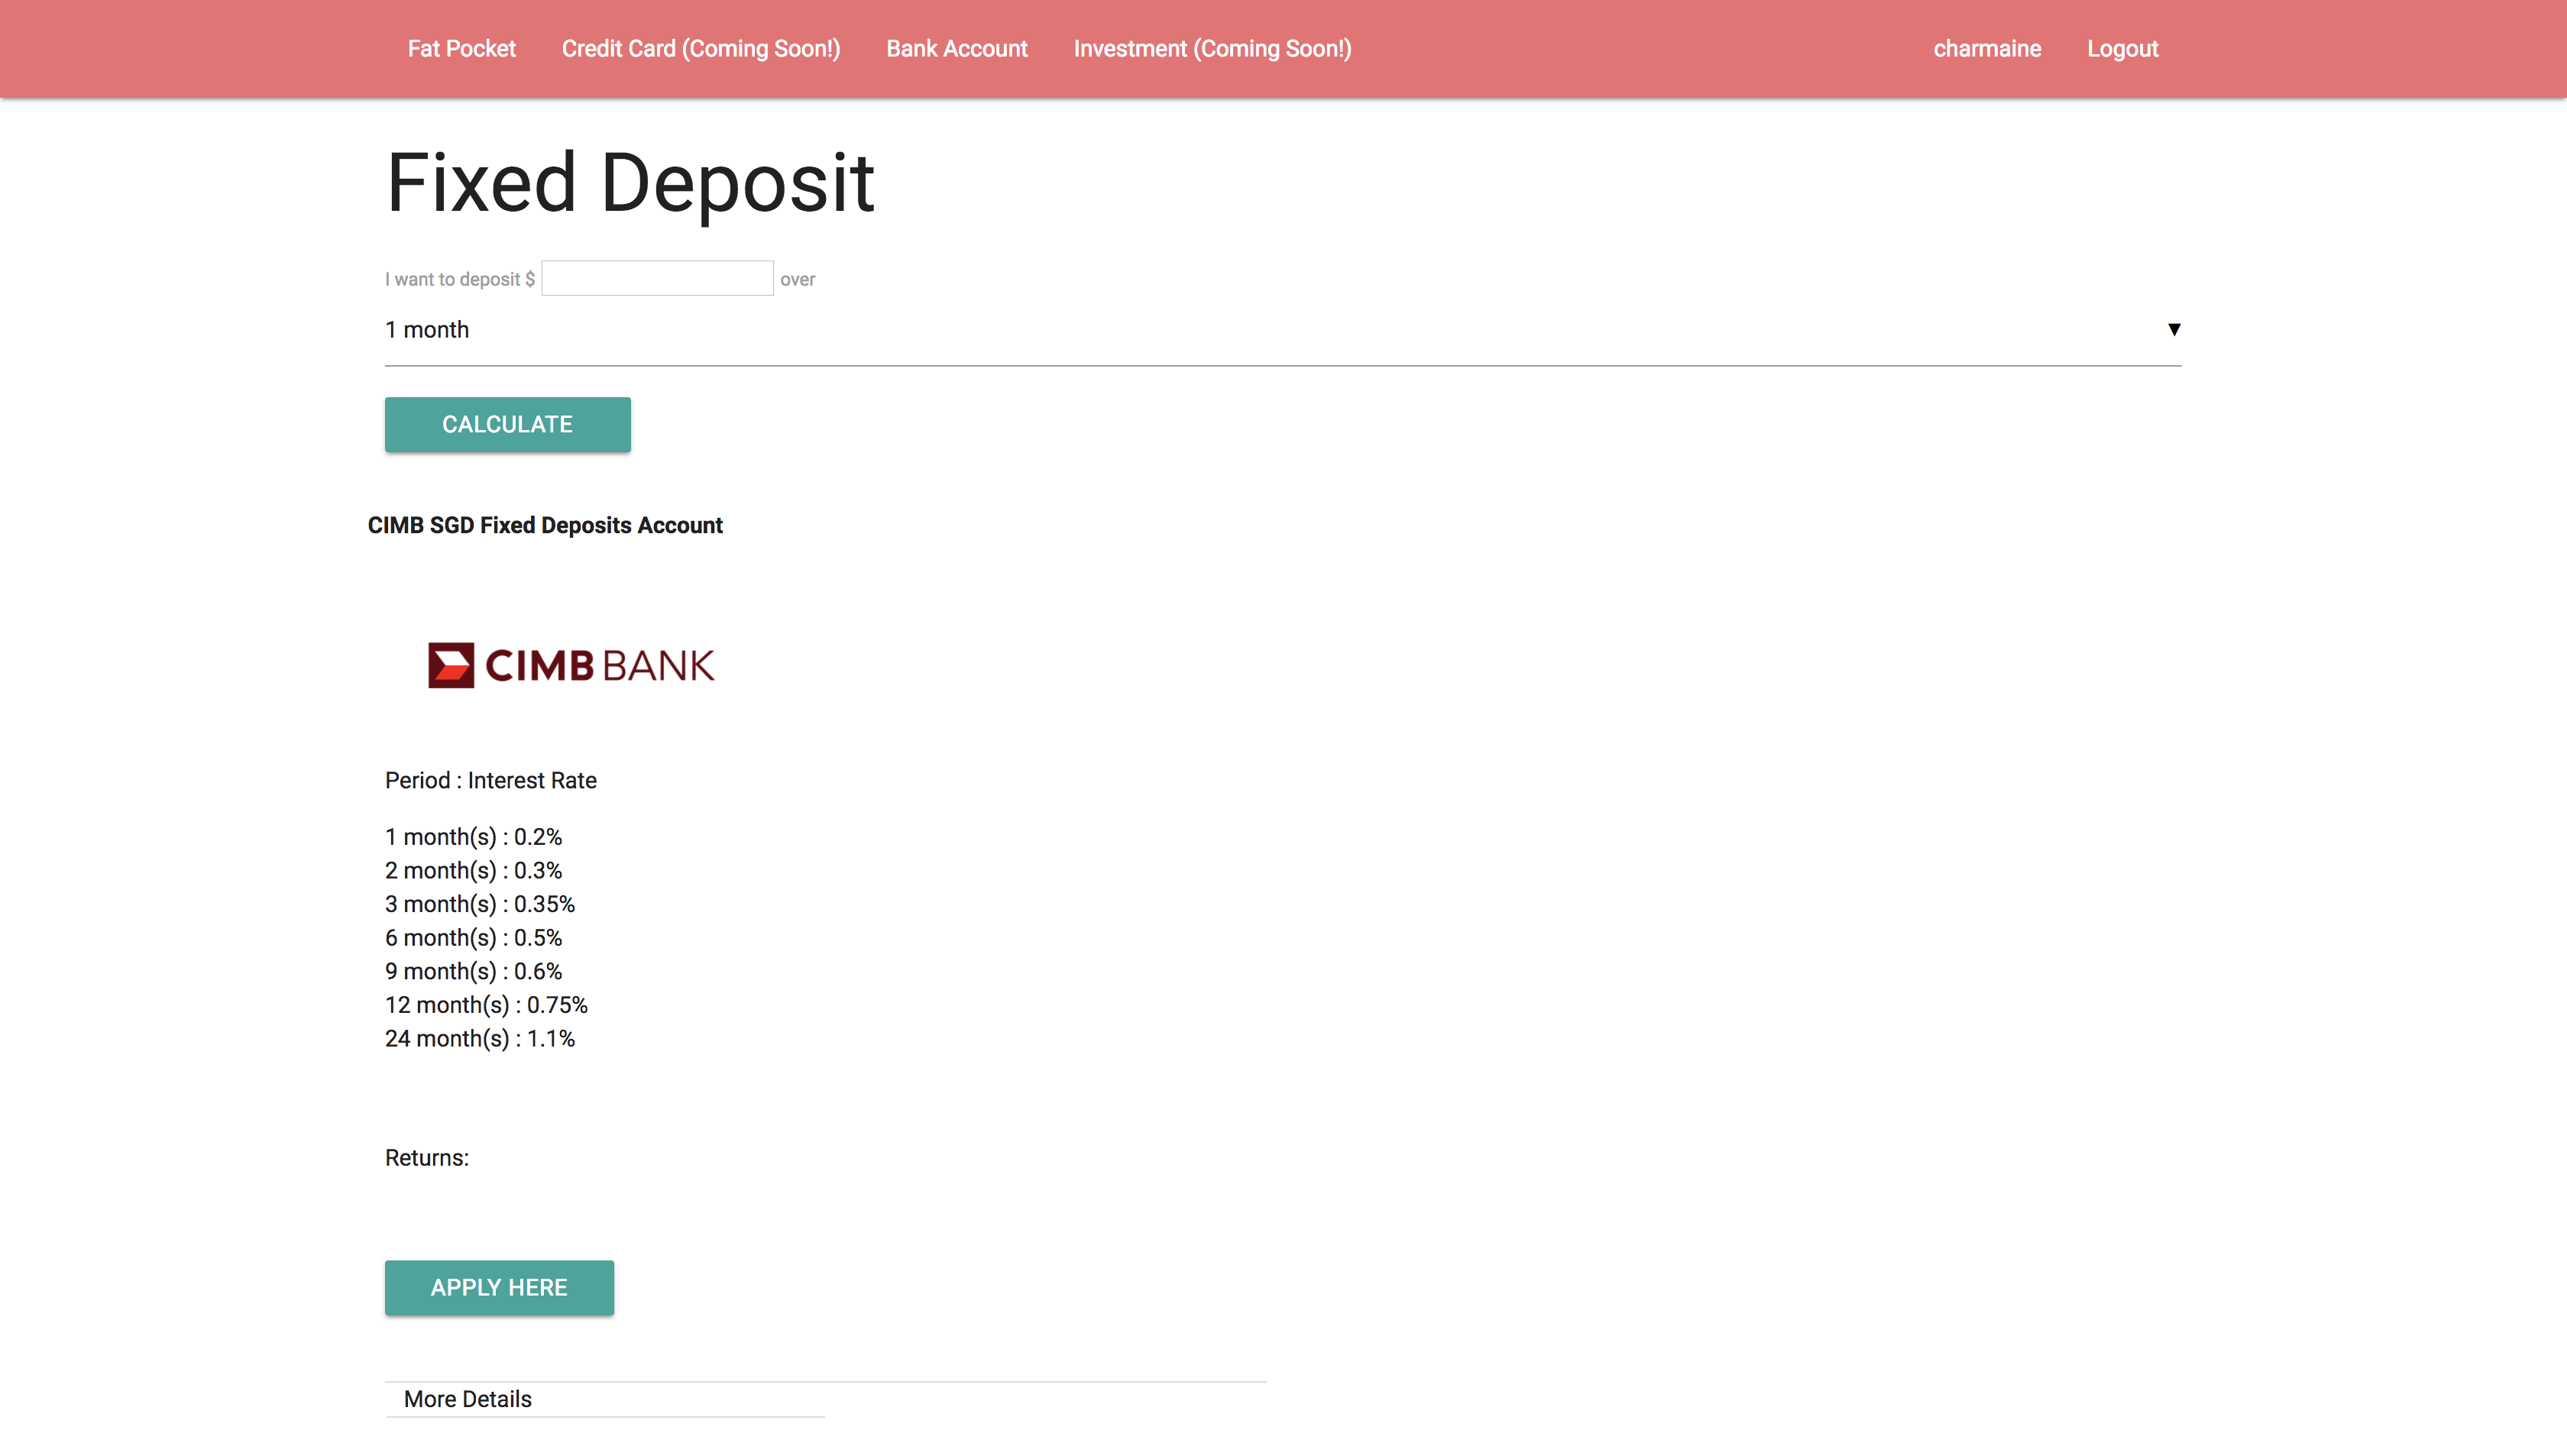 Fat Pocket Credit Card (Coming Soon!) Bank Account Investment (Coming Soon!) charmaine Logout
Fixed Deposit
I want to deposit $ over
1 month
CALCULATE
CIMB SGD Fixed Deposits Account
CIMB BANK
Period : Interest Rate
1 month(s) : 0.2%
2 month(s) : 0.3%
3 month(s) : 0.35%
6 month(s) : 0.5%
9 month(s) : 0.6%
12 month(s) : 0.75%
24 month(s) : 1.1%
Returns:
APPLY HERE
More Details